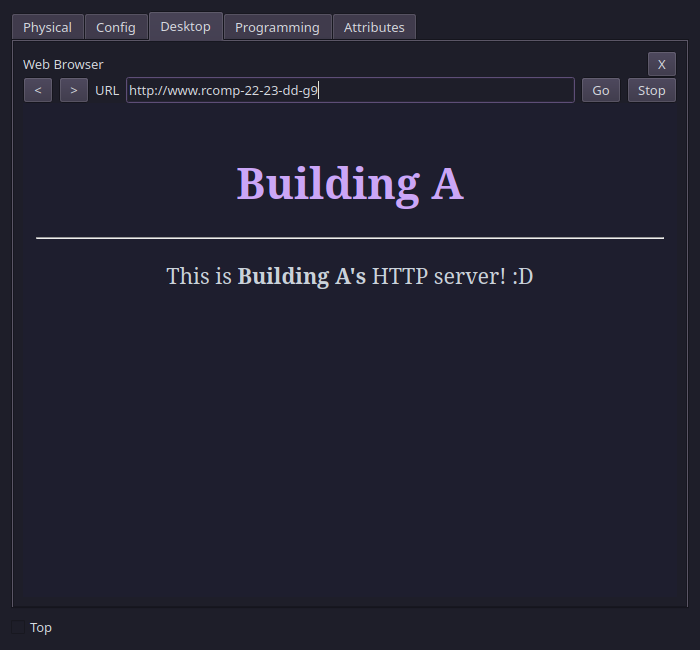 Physical Config Desktop Programming Attributes
Web Browser X
< > URL http://www.rcomp-22-23-dd-g9 Go Stop
Building A
This is Building A's HTTP server! :D
Top